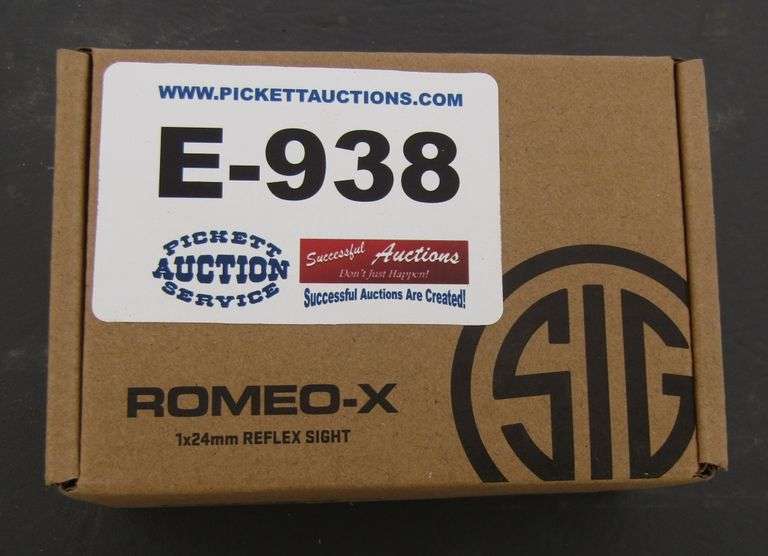 WWW.PICKETTAUCTIONS.COM
E-938
PICKETT
AUCTION
SERVICE
Successful Auctions
Don't Just Happen!
Successful Auctions Are Created!
ROMEO-X
1x24mm REFLEX SIGHT
SIG